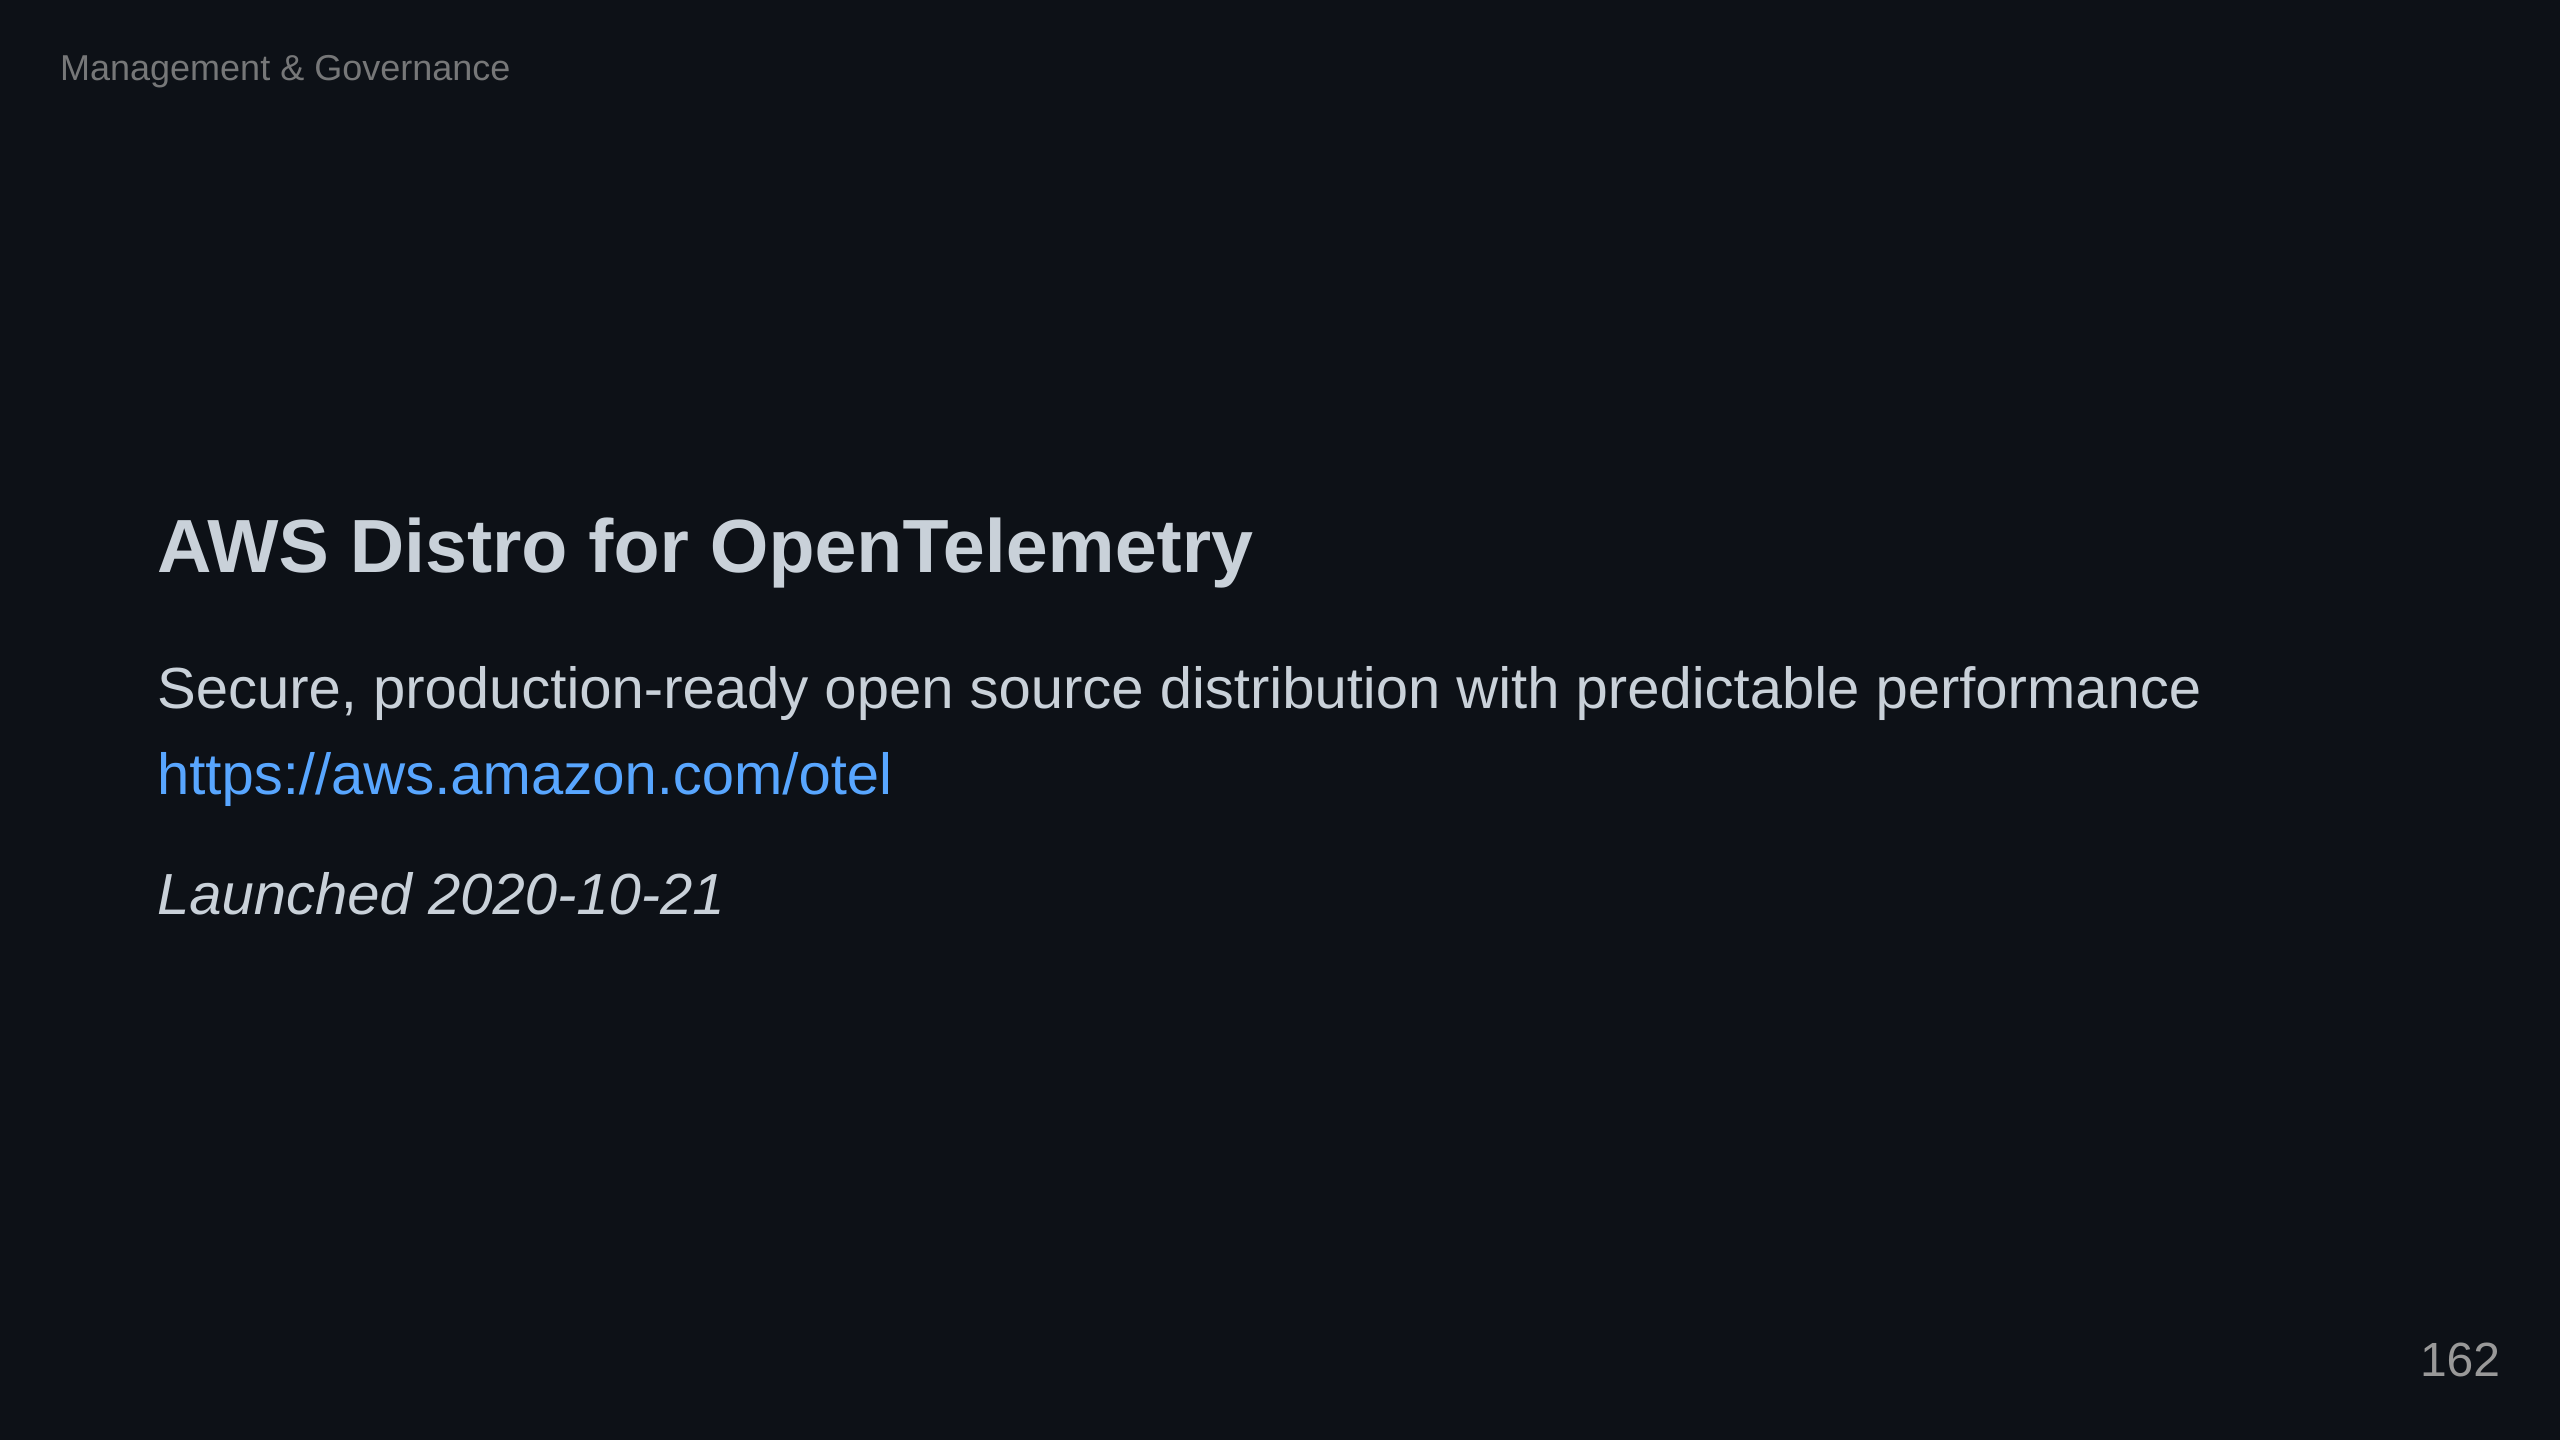 Management & Governance
AWS Distro for OpenTelemetry
Secure, production-ready open source distribution with predictable performance
https://aws.amazon.com/otel
Launched 2020-10-21
162